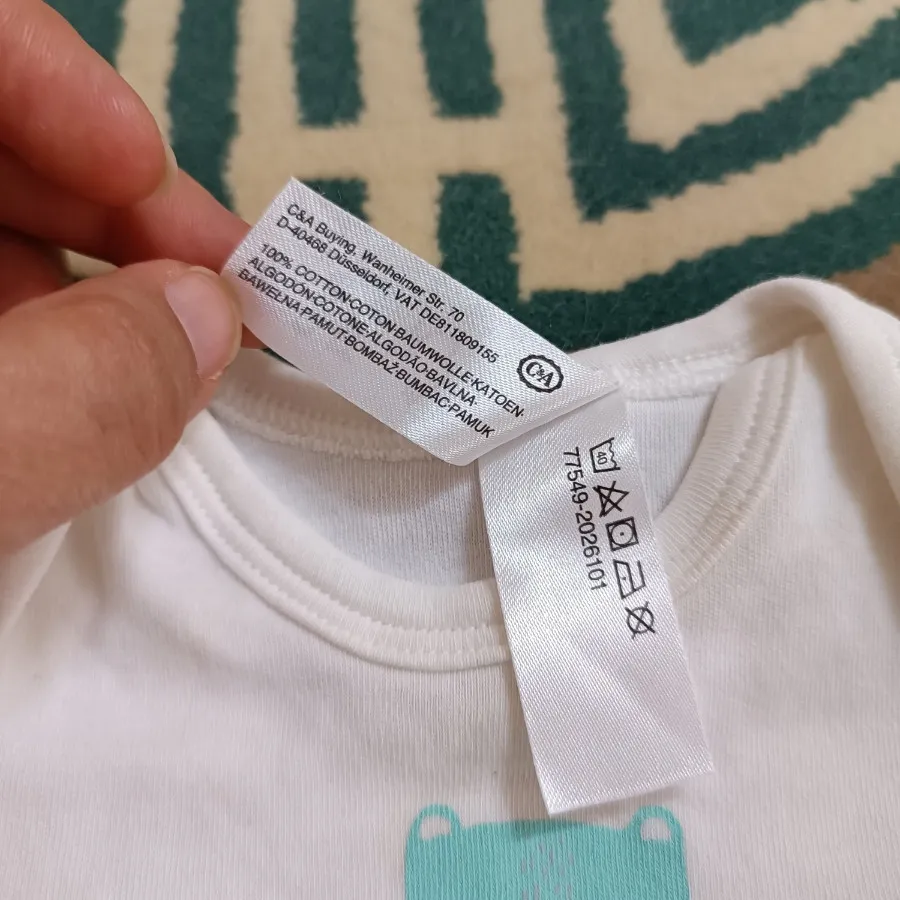 C&A Buying, Wanheimer Str. 70
D-40468 Düsseldorf, VAT DE811809155
100% COTTON·COTON·BAUMWOLLE·KATOEN·
ALGODÓN·COTONE·ALGODÃO·BAVLNA·
BAWEŁNA·PAMUT·BOMBAŽ·BUMBAC·PAMUK
C&A
40
77549-2026101